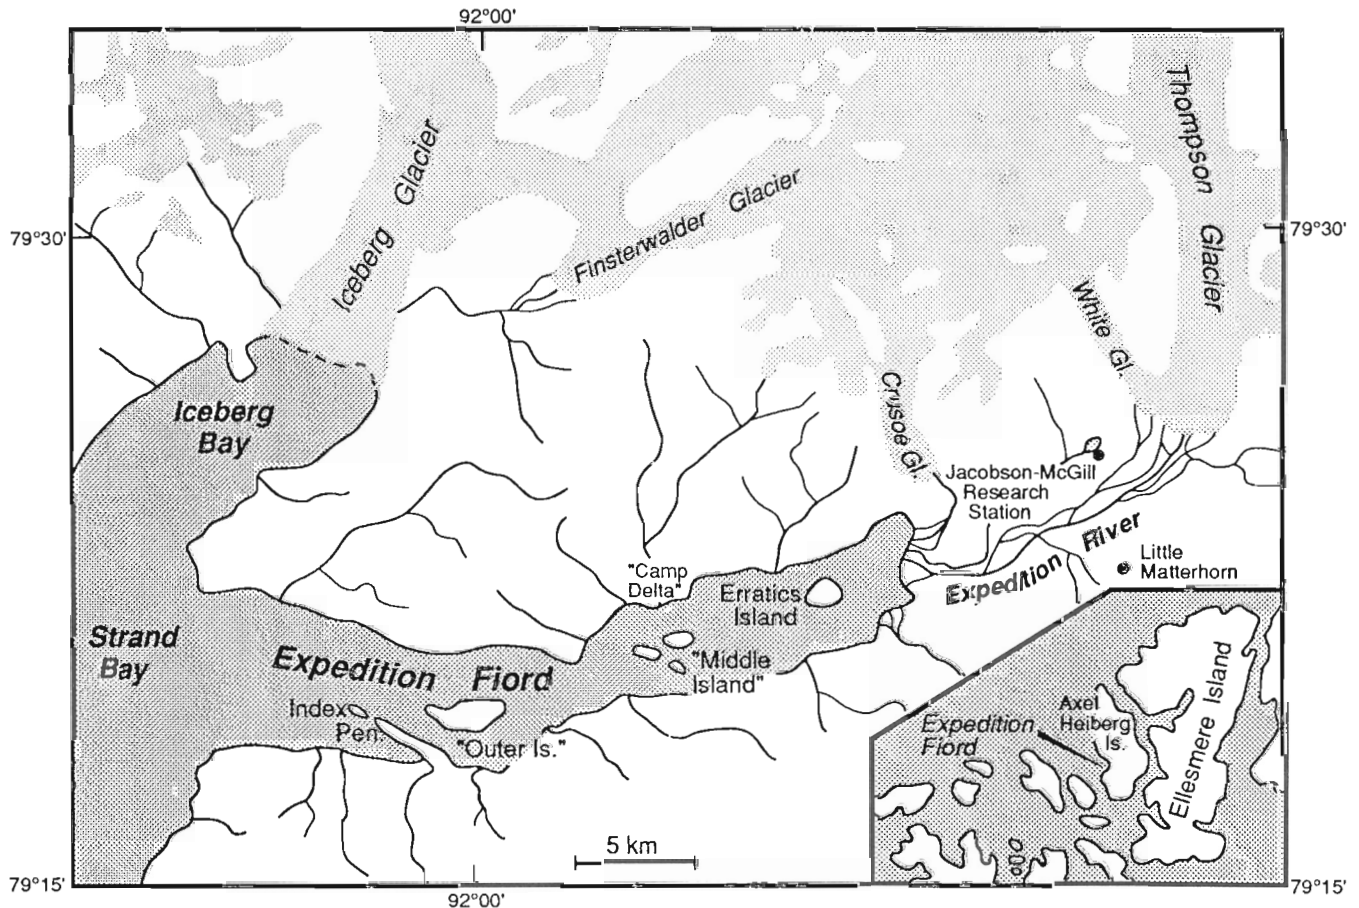 92°00'
Thompson Glacier
Iceberg Glacier
Finsterwalder Glacier
79°30'
79°30'
White Gl.
Crusoe Gl.
Iceberg
Bay
Jacobson-McGill
Research
Station
Expedition River
Little
Matterhorn
"Camp
Delta"
Erratics
Island
Strand
Bay
Expedition Fiord
"Middle
Island"
Index
Pen.
"Outer Is."
Axel
Heiberg
Is.
Expedition
Fiord
Ellesmere Island
5 km
79°15'
79°15'
92°00'